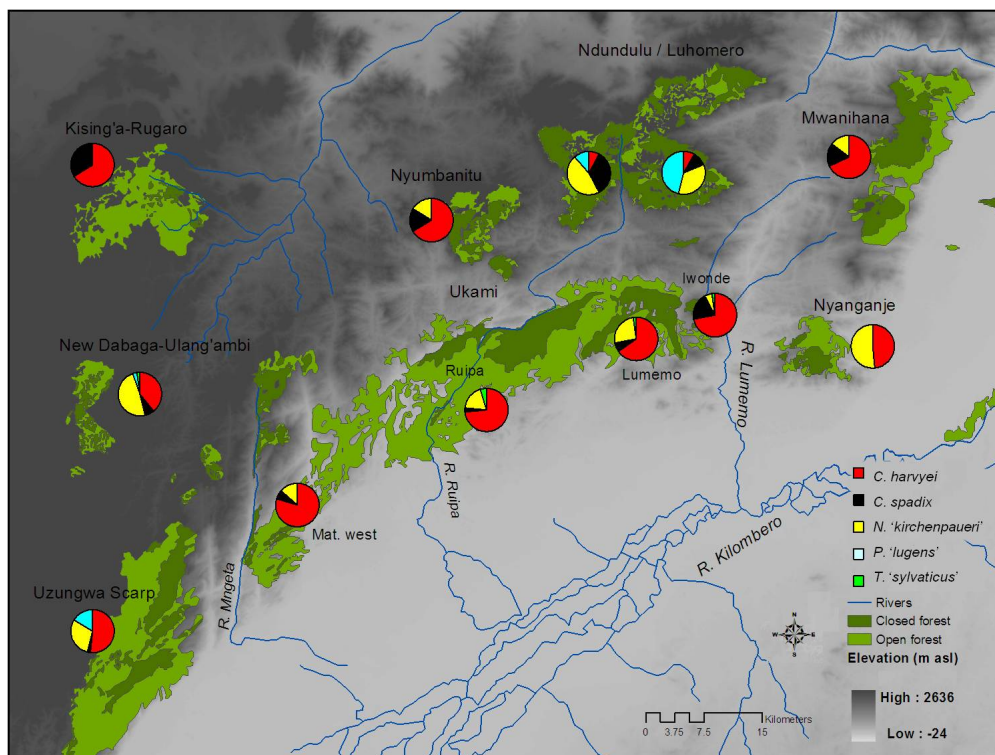 Ndundulu / Luhomero
Mwanihana
Kising'a-Rugaro
Nyumbanitu
Ukami
Iwonde
Nyanganje
New Dabaga-Ulang'ambi
Ruipa
Lumemo
R. Lumemo
R. Ruipa
Mat. west
R. Kilombero
Uzungwa Scarp
R. Mngeta
C. harvyei
C. spadix
N. 'kirchenpaueri'
P. 'lugens'
T. 'sylvaticus'
Rivers
Closed forest
Open forest
Elevation (m asl)
High : 2636
Low : -24
N
W E
S
Kilometers
0 3.75 7.5 15